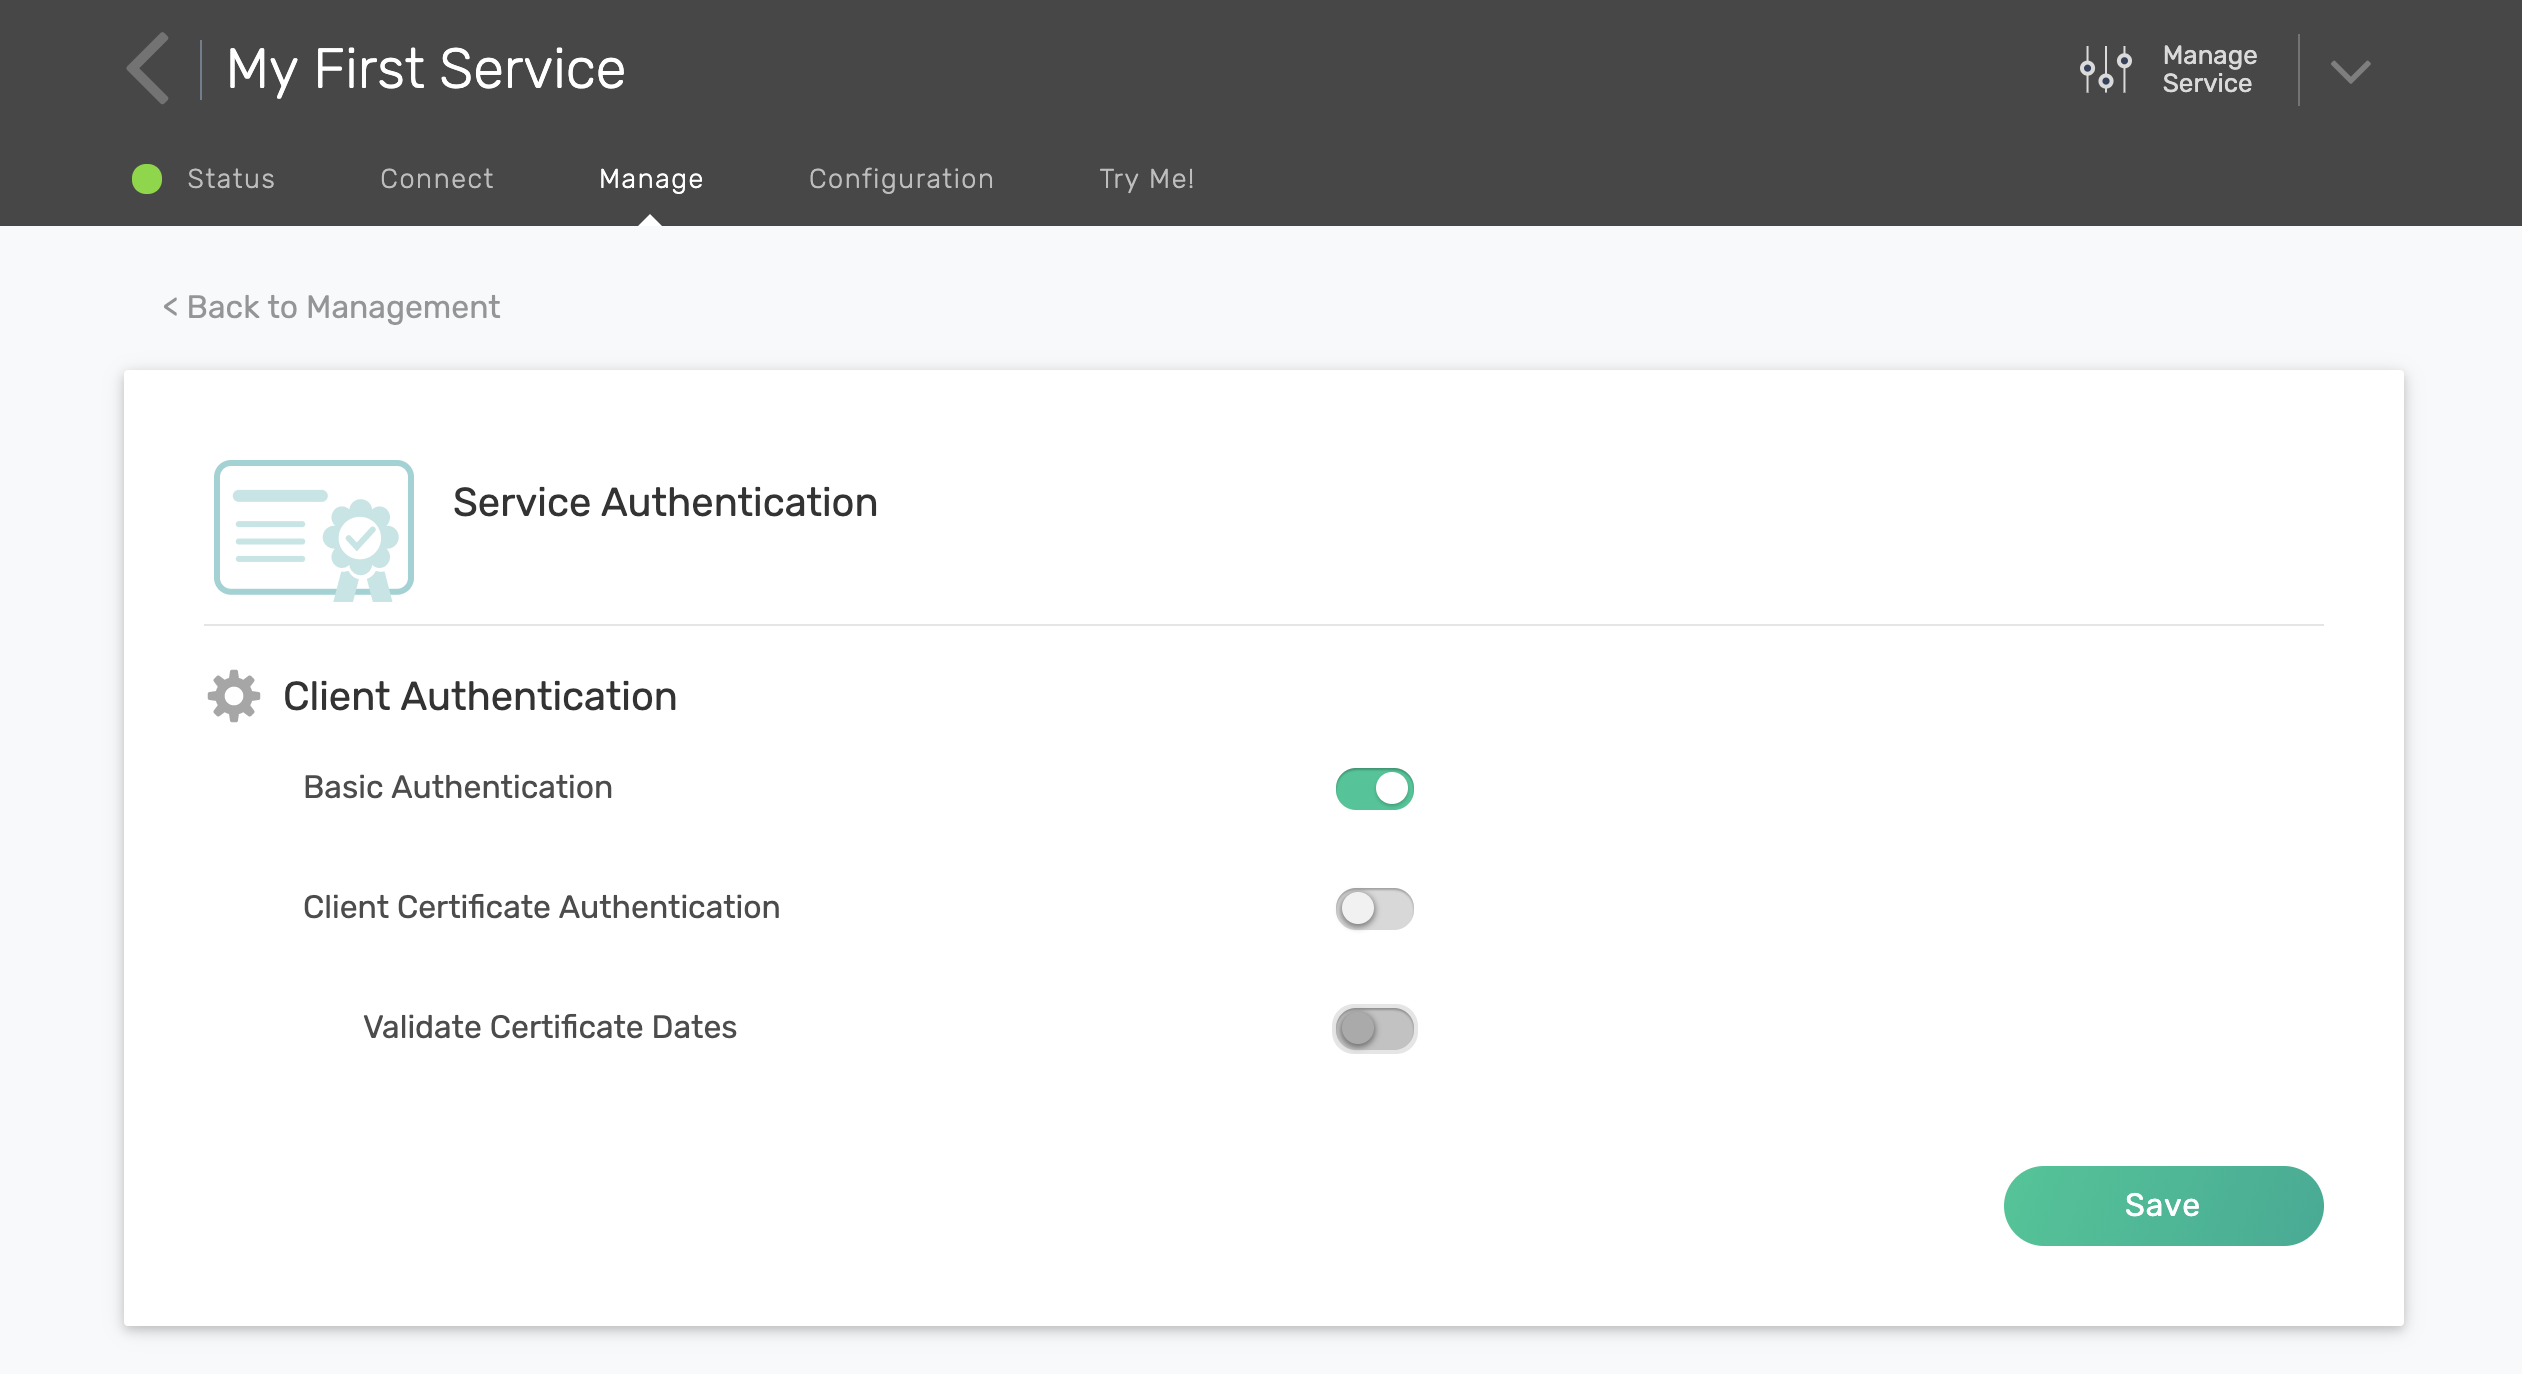 My First Service
Manage
Service
Status
Connect
Manage
Configuration
Try Me!
< Back to Management
Service Authentication
Client Authentication
Basic Authentication
Client Certificate Authentication
Validate Certificate Dates
Save